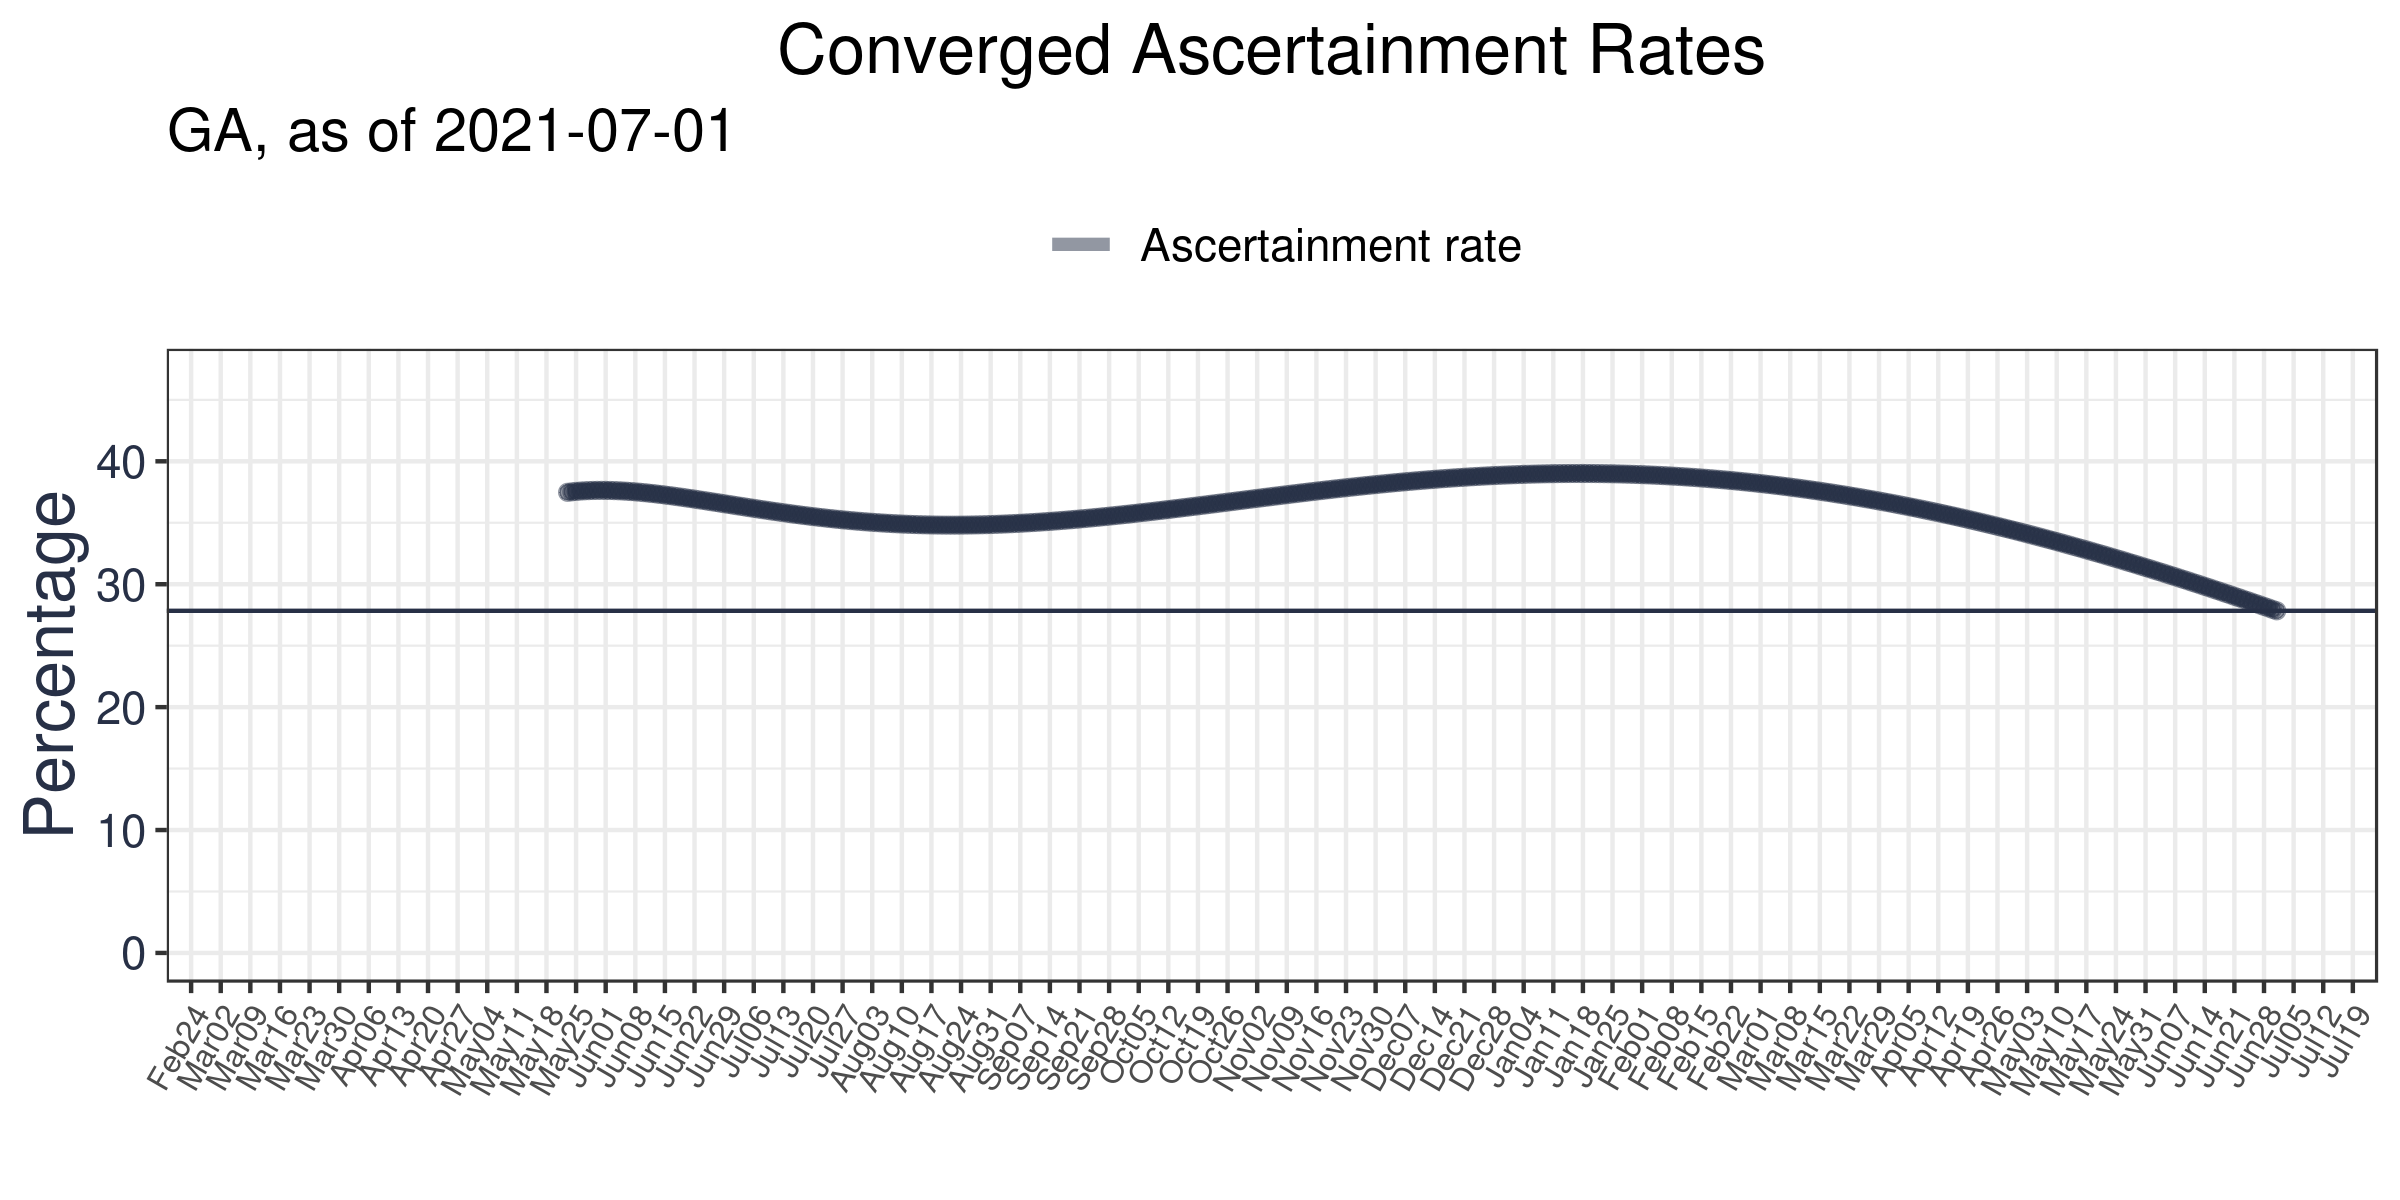 Converged Ascertainment Rates
GA, as of 2021-07-01
Ascertainment rate
Percentage
40
30
20
10
0
Feb24
Mar02
Mar09
Mar16
Mar23
Mar30
Apr06
Apr13
Apr20
Apr27
May04
May11
May18
May25
Jun01
Jun08
Jun15
Jun22
Jun29
Jul06
Jul13
Jul20
Jul27
Aug03
Aug10
Aug17
Aug24
Aug31
Sep07
Sep14
Sep21
Sep28
Oct05
Oct12
Oct19
Oct26
Nov02
Nov09
Nov16
Nov23
Nov30
Dec07
Dec14
Dec21
Dec28
Jan04
Jan11
Jan18
Jan25
Feb01
Feb08
Feb15
Feb22
Mar01
Mar08
Mar15
Mar22
Mar29
Apr05
Apr12
Apr19
Apr26
May03
May10
May17
May24
May31
Jun07
Jun14
Jun21
Jun28
Jul05
Jul12
Jul19